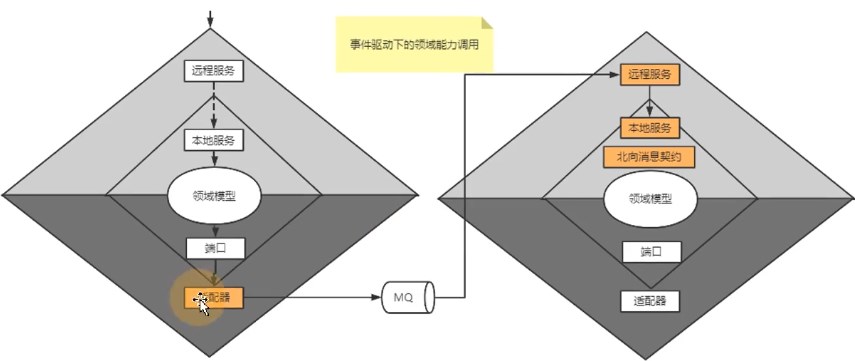 事件驱动下的领域能力调用
远程服务
本地服务
领域模型
端口
适配器
MQ
远程服务
本地服务
北向消息契约
领域模型
端口
适配器